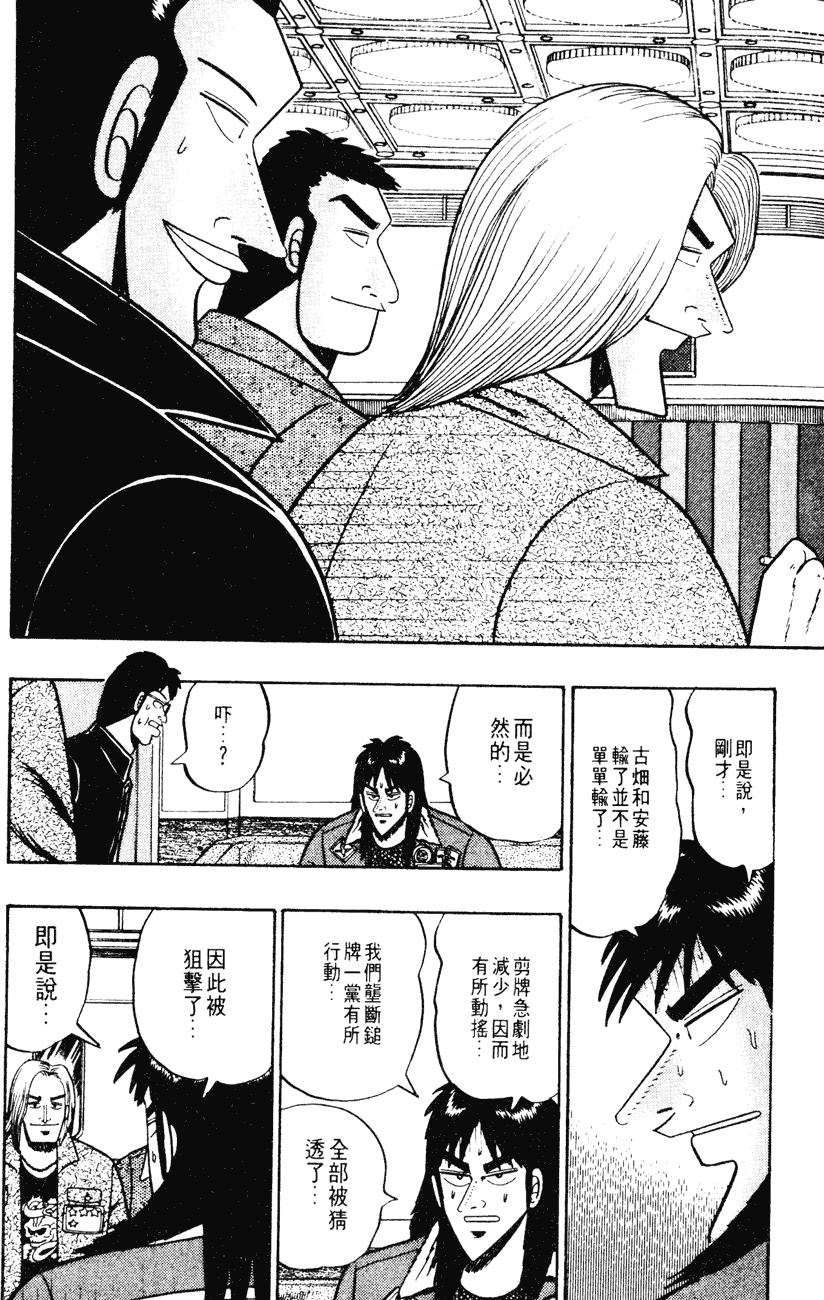 即是說，
剛才…
古畑和安藤
輸了並不是
單單輸了…
而是必
然的…
吓…？
剪牌急劇地
減少，因而
有所動搖…
我們壟斷鎚
牌一黨有所
行動…
全部被猜
透了…
因此被
狙擊了…
即是說…